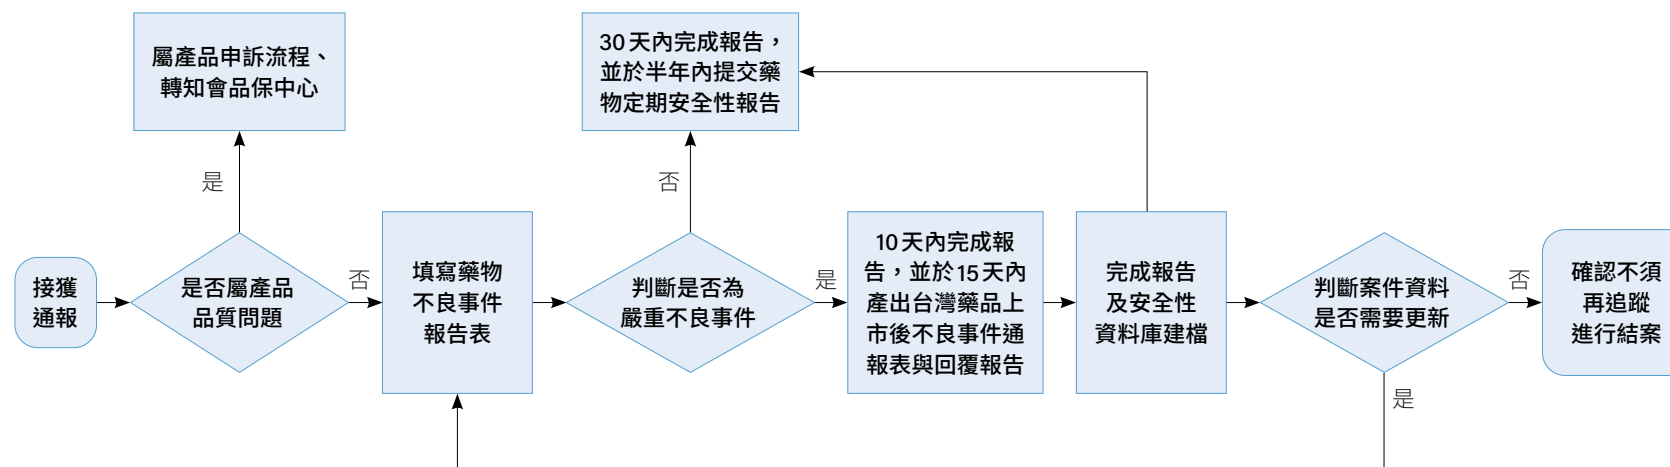 屬產品申訴流程、
轉知會品保中心
30天內完成報告，
並於半年內提交藥
物定期安全性報告
是
否
接獲
通報
是否屬產品
品質問題
否
填寫藥物
不良事件
報告表
判斷是否為
嚴重不良事件
是
10天內完成報
告，並於15天內
產出台灣藥品上
市後不良事件通
報表與回覆報告
完成報告
及安全性
資料庫建檔
判斷案件資料
是否需要更新
否
確認不須
再追蹤
進行結案
是